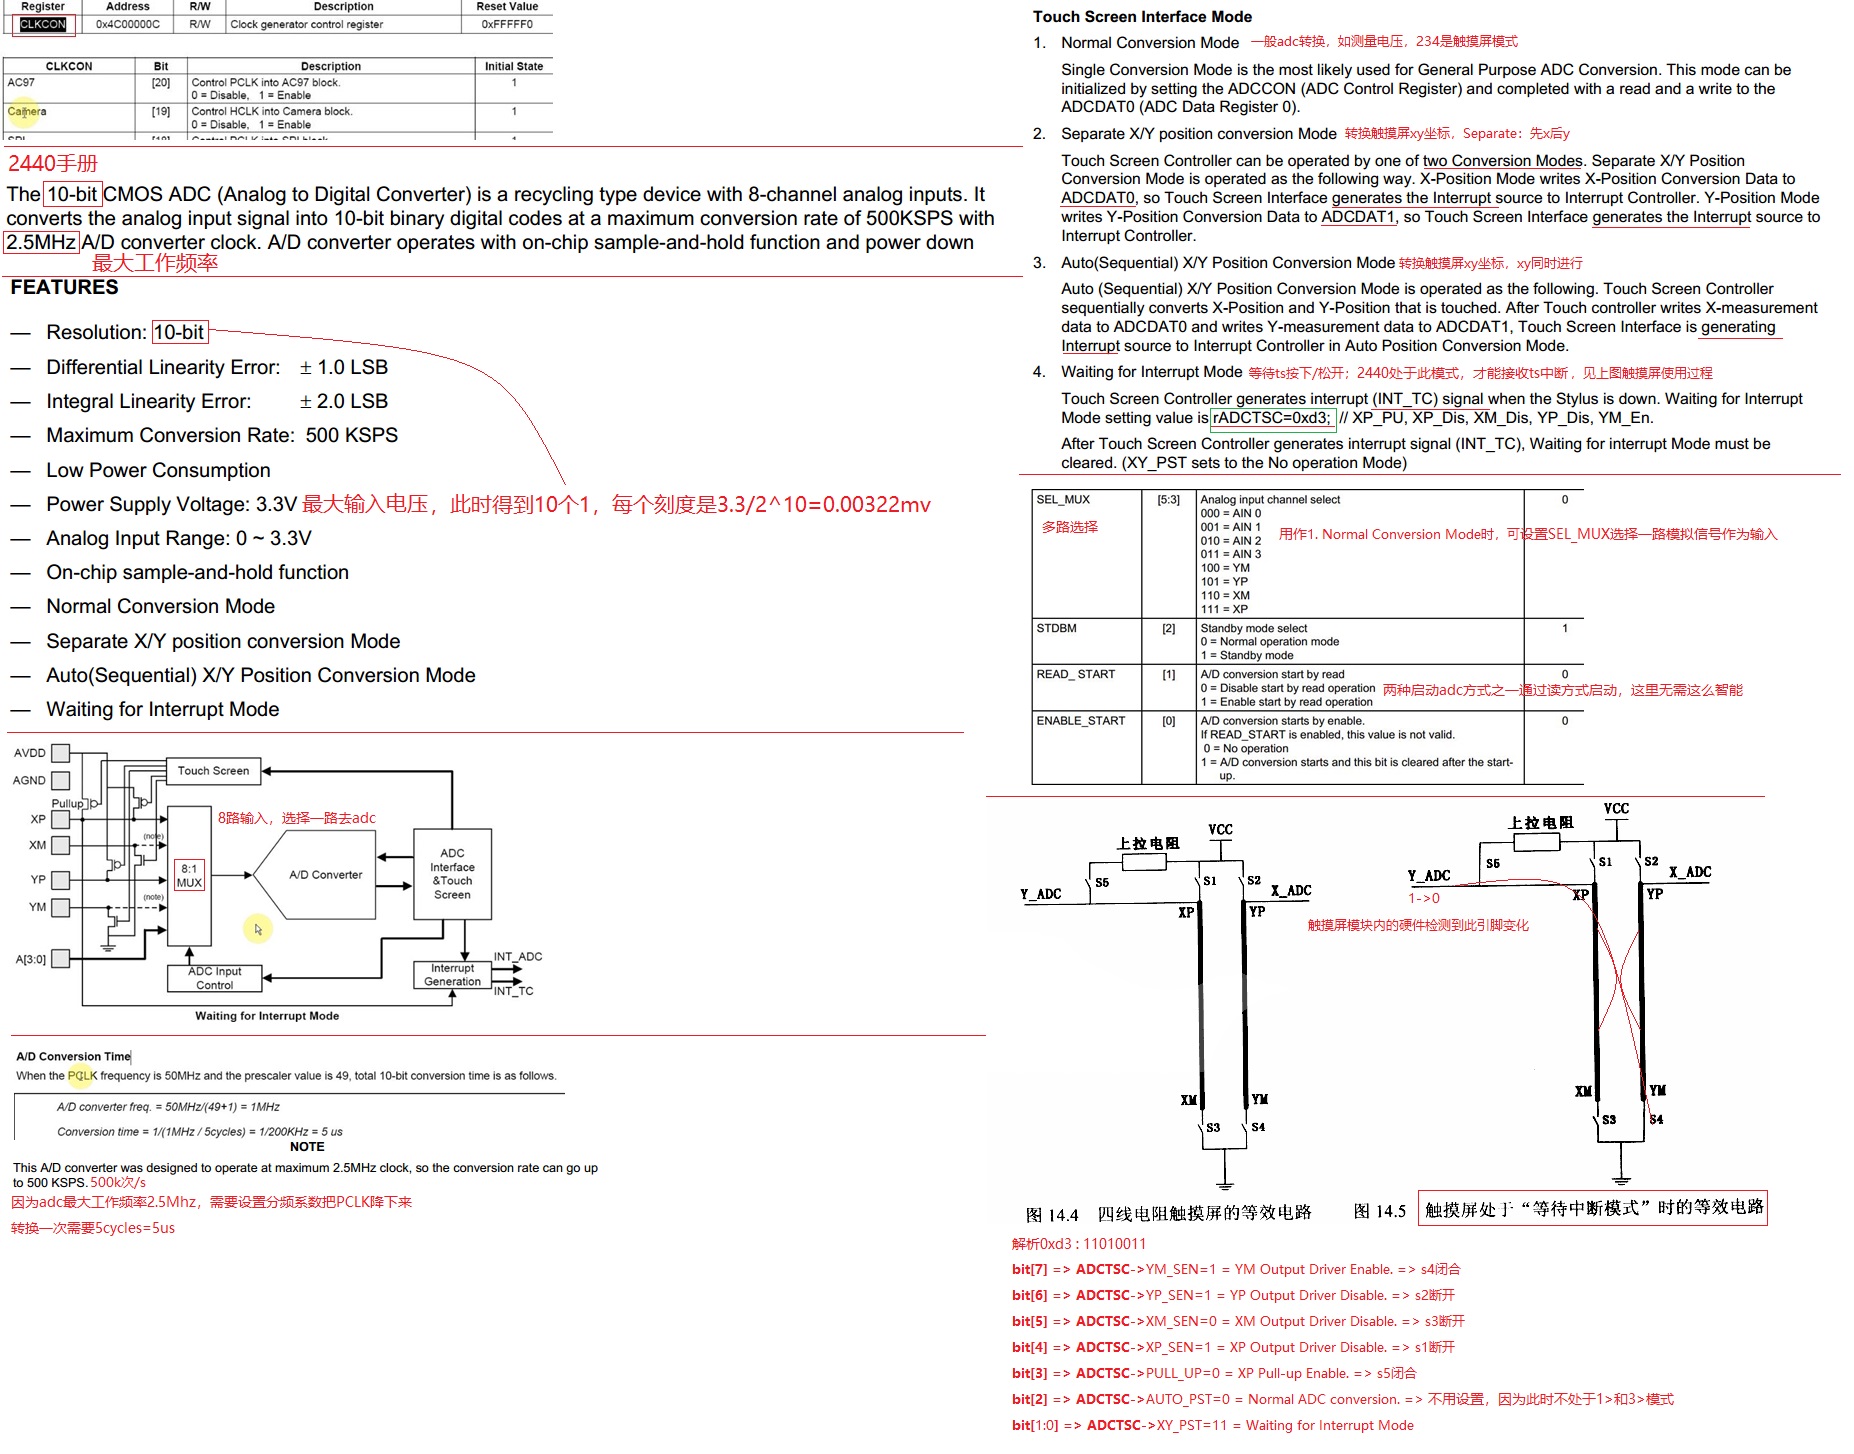 Register Address R/W Description Reset Value
CLKCON 0x4C00000C R/W Clock generator control register 0xFFFFF0
CLKCON Bit Description Initial State
AC97 [20] Control PCLK into AC97 block. 1
0 = Disable, 1 = Enable
Camera [19] Control HCLK into Camera block. 1
0 = Disable, 1 = Enable
2440手册
The 10-bit CMOS ADC (Analog to Digital Converter) is a recycling type device with 8-channel analog inputs. It
converts the analog input signal into 10-bit binary digital codes at a maximum conversion rate of 500KSPS with
2.5MHz A/D converter clock. A/D converter operates with on-chip sample-and-hold function and power down
最大工作频率
FEATURES
— Resolution: 10-bit
— Differential Linearity Error: ± 1.0 LSB
— Integral Linearity Error: ± 2.0 LSB
— Maximum Conversion Rate: 500 KSPS
— Low Power Consumption
— Power Supply Voltage: 3.3V 最大输入电压，此时得到10个1，每个刻度是3.3/2^10=0.00322mv
— Analog Input Range: 0 ~ 3.3V
— On-chip sample-and-hold function
— Normal Conversion Mode
— Separate X/Y position conversion Mode
— Auto(Sequential) X/Y Position Conversion Mode
— Waiting for Interrupt Mode
AVDD
AGND
Pullup
XP
XM
YP
YM
A[3:0]
Touch Screen
(note)
(note)
8路输入，选择一路去adc
8:1
MUX
A/D Converter
ADC
Interface
&Touch
Screen
ADC Input
Control
Interrupt
Generation
INT_ADC
INT_TC
Waiting for Interrupt Mode
A/D Conversion Time
When the PCLK frequency is 50MHz and the prescaler value is 49, total 10-bit conversion time is as follows.
A/D converter freq. = 50MHz/(49+1) = 1MHz
Conversion time = 1/(1MHz / 5cycles) = 1/200KHz = 5 us
NOTE
This A/D converter was designed to operate at maximum 2.5MHz clock, so the conversion rate can go up
to 500 KSPS. 500k次/s
因为adc最大工作频率2.5Mhz，需要设置分频系数把PCLK降下来
转换一次需要5cycles=5us
Touch Screen Interface Mode
1. Normal Conversion Mode 一般adc转换，如测量电压，234是触摸屏模式
Single Conversion Mode is the most likely used for General Purpose ADC Conversion. This mode can be
initialized by setting the ADCCON (ADC Control Register) and completed with a read and a write to the
ADCDAT0 (ADC Data Register 0).
2. Separate X/Y position conversion Mode 转换触摸屏xy坐标，Separate：先x后y
Touch Screen Controller can be operated by one of two Conversion Modes. Separate X/Y Position
Conversion Mode is operated as the following way. X-Position Mode writes X-Position Conversion Data to
ADCDAT0, so Touch Screen Interface generates the Interrupt source to Interrupt Controller. Y-Position Mode
writes Y-Position Conversion Data to ADCDAT1, so Touch Screen Interface generates the Interrupt source to
Interrupt Controller.
3. Auto(Sequential) X/Y Position Conversion Mode 转换触摸屏xy坐标，xy同时进行
Auto (Sequential) X/Y Position Conversion Mode is operated as the following. Touch Screen Controller
sequentially converts X-Position and Y-Position that is touched. After Touch controller writes X-measurement
data to ADCDAT0 and writes Y-measurement data to ADCDAT1, Touch Screen Interface is generating
Interrupt source to Interrupt Controller in Auto Position Conversion Mode.
4. Waiting for Interrupt Mode 等待ts按下/松开；2440处于此模式，才能接收ts中断，见上图触摸屏使用过程
Touch Screen Controller generates interrupt (INT_TC) signal when the Stylus is down. Waiting for Interrupt
Mode setting value is rADCTSC=0xd3; // XP_PU, XP_Dis, XM_Dis, YP_Dis, YM_En.
After Touch Screen Controller generates interrupt signal (INT_TC), Waiting for interrupt Mode must be
cleared. (XY_PST sets to the No operation Mode)
SEL_MUX [5:3] Analog input channel select 0
多路选择
000 = AIN 0
001 = AIN 1
010 = AIN 2
011 = AIN 3
100 = YM
101 = YP
110 = XM
111 = XP
用作1. Normal Conversion Mode时，可设置SEL_MUX选择一路模拟信号作为输入
STDBM [2] Standby mode select 1
0 = Normal operation mode
1 = Standby mode
READ_ START [1] A/D conversion start by read 0
0 = Disable start by read operation 两种启动adc方式之一通过读方式启动，这里无需这么智能
1 = Enable start by read operation
ENABLE_START [0] A/D conversion starts by enable. 0
If READ_START is enabled, this value is not valid.
0 = No operation
1 = A/D conversion starts and this bit is cleared after the start-
up.
上拉电阻
VCC
S5
S1
S2
Y_ADC
X_ADC
XP
YP
XM
YM
S3
S4
图 14.4 四线电阻触摸屏的等效电路
上拉电阻
VCC
S5
S1
S2
Y_ADC
X_ADC
1->0
XP
YP
触摸屏模块内的硬件检测到此引脚变化
XM
YM
S3
S4
图 14.5 触摸屏处于“等待中断模式”时的等效电路
解析0xd3 : 11010011
bit[7] => ADCTSC->YM_SEN=1 = YM Output Driver Enable. => s4闭合
bit[6] => ADCTSC->YP_SEN=1 = YP Output Driver Disable. => s2断开
bit[5] => ADCTSC->XM_SEN=0 = XM Output Driver Disable. => s3断开
bit[4] => ADCTSC->XP_SEN=1 = XP Output Driver Disable. => s1断开
bit[3] => ADCTSC->PULL_UP=0 = XP Pull-up Enable. => s5闭合
bit[2] => ADCTSC->AUTO_PST=0 = Normal ADC conversion. => 不用设置，因为此时不处于1>和3>模式
bit[1:0] => ADCTSC->XY_PST=11 = Waiting for Interrupt Mode